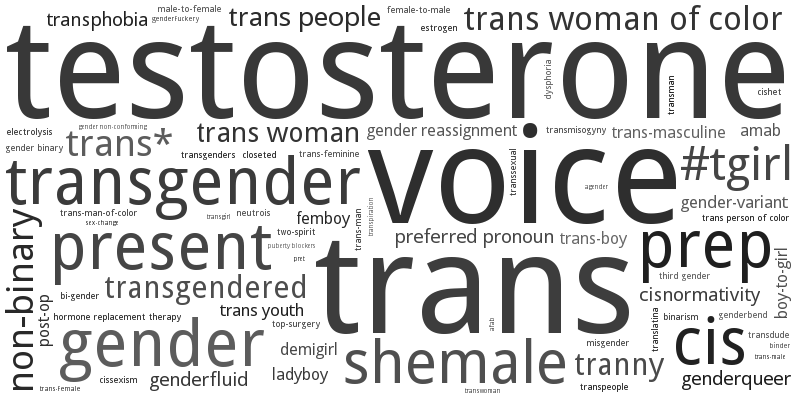 male-to-female
female-to-male
transphobia
genderFuckery
trans people
estrogen
trans woman of color
testosterone
dysphoria
transman
cishet
electrolysis
gender non-conforming
gender binary
trans*
trans woman
gender reassignment
transmisogyny
trans-masculine
amab
transgenders
closeted
trans-feminine
transgender
voice
transsexual
agender
#tgirl
gender-variant
trans-man-of-color
sex-change
transgirl
neutrois
femboy
trans-man
transpiration
trans person of color
non-binary
present
two-spirit
puberty blockers
pret
preferred pronoun
trans-boy
prep
third gender
boy-to-girl
bi-gender
transgendered
trans
cisnormativity
post-op
hormone replacement therapy
trans youth
top-surgery
afab
translatina
binarism
genderbend
gender
demigirl
shemale
misgender
cis
transdude
binder
trans-male
cissexism
genderfluid
ladyboy
tranny
transpeople
genderqueer
trans-Female
transwoman